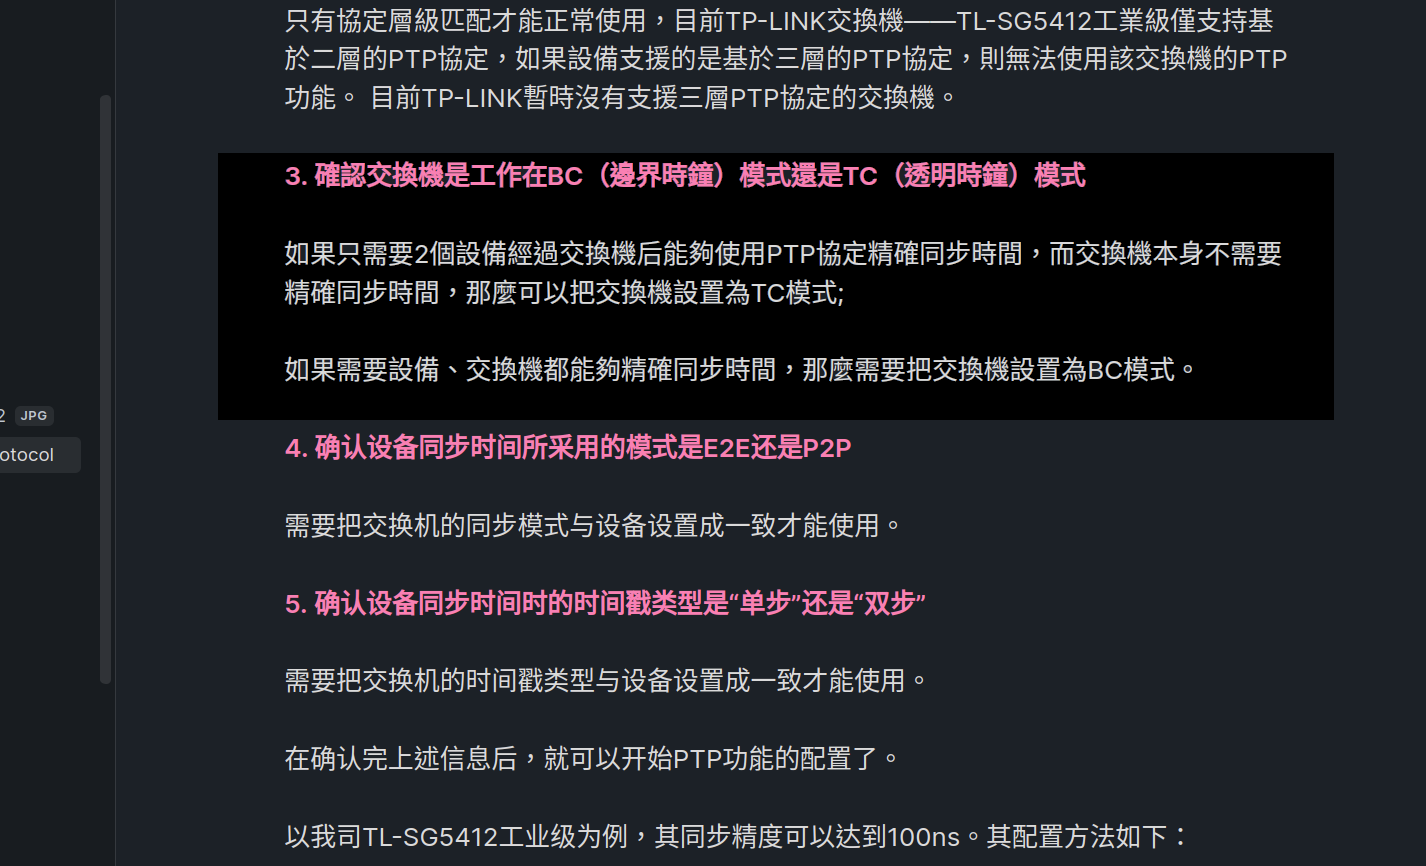 只有協定層級匹配才能正常使用，目前TP-LINK交換機——TL-SG5412工業級僅支持基
於二層的PTP協定，如果設備支援的是基於三層的PTP協定，則無法使用該交換機的PTP
功能。 目前TP-LINK暫時沒有支援三層PTP協定的交換機。
3. 確認交換機是工作在BC（邊界時鐘）模式還是TC（透明時鐘）模式
如果只需要2個設備經過交換機后能夠使用PTP協定精確同步時間，而交換機本身不需要
精確同步時間，那麼可以把交換機設置為TC模式;
如果需要設備、交換機都能夠精確同步時間，那麼需要把交換機設置為BC模式。
2 JPG
4. 确认设备同步时间所采用的模式是E2E还是P2P
otocol
需要把交换机的同步模式与设备设置成一致才能使用。
5. 确认设备同步时间时的时间戳类型是“单步”还是“双步”
需要把交换机的时间戳类型与设备设置成一致才能使用。
在确认完上述信息后，就可以开始PTP功能的配置了。
以我司TL-SG5412工业级为例，其同步精度可以达到100ns。其配置方法如下：